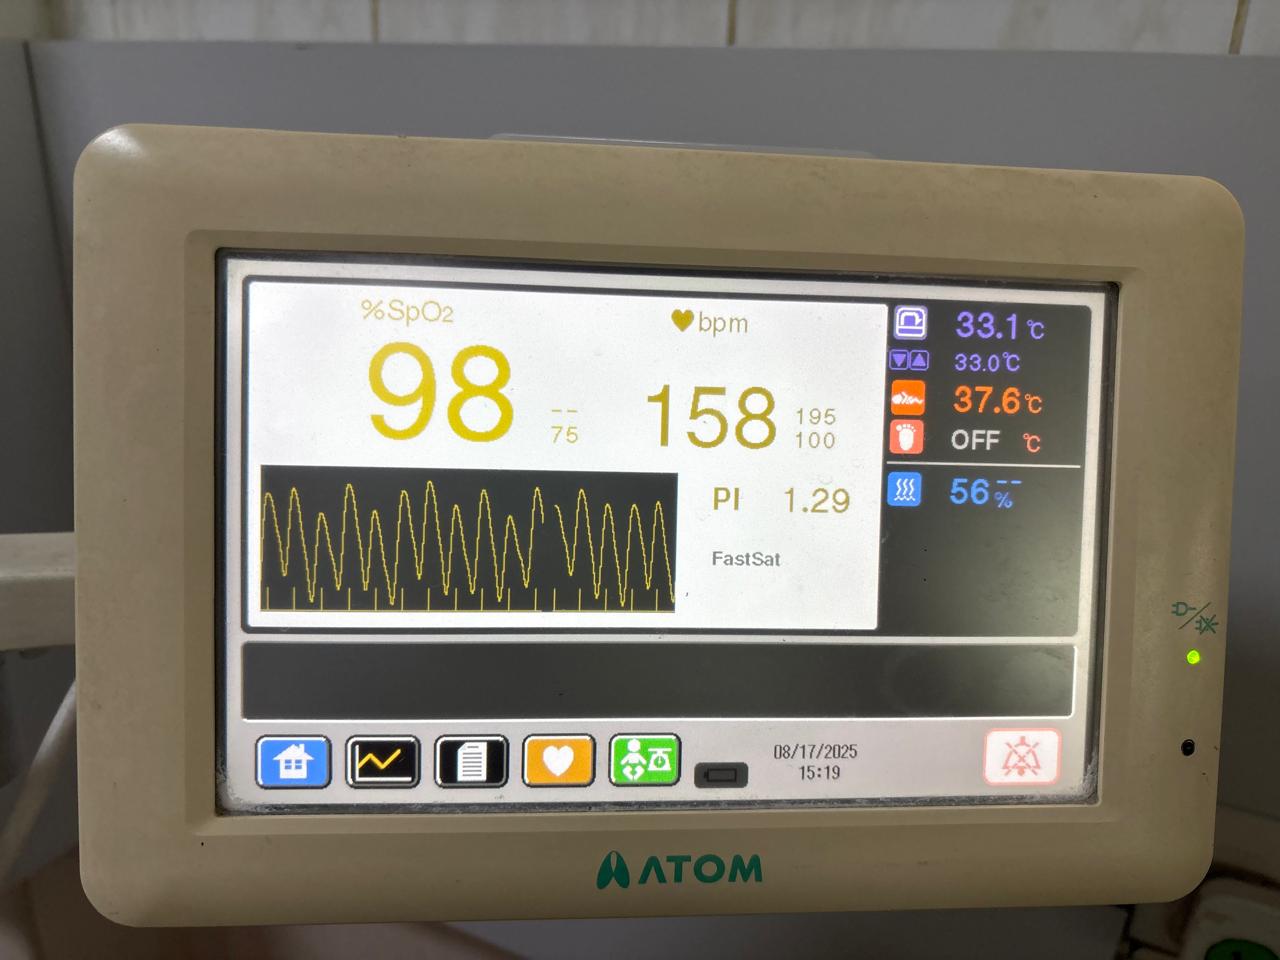 %SpO2
98
--
75
bpm
158
195
100
PI 1.29
FastSat
33.1 °C
33.0°C
37.6 °C
OFF °C
56 -- %
08/17/2025
15:19
ATOM